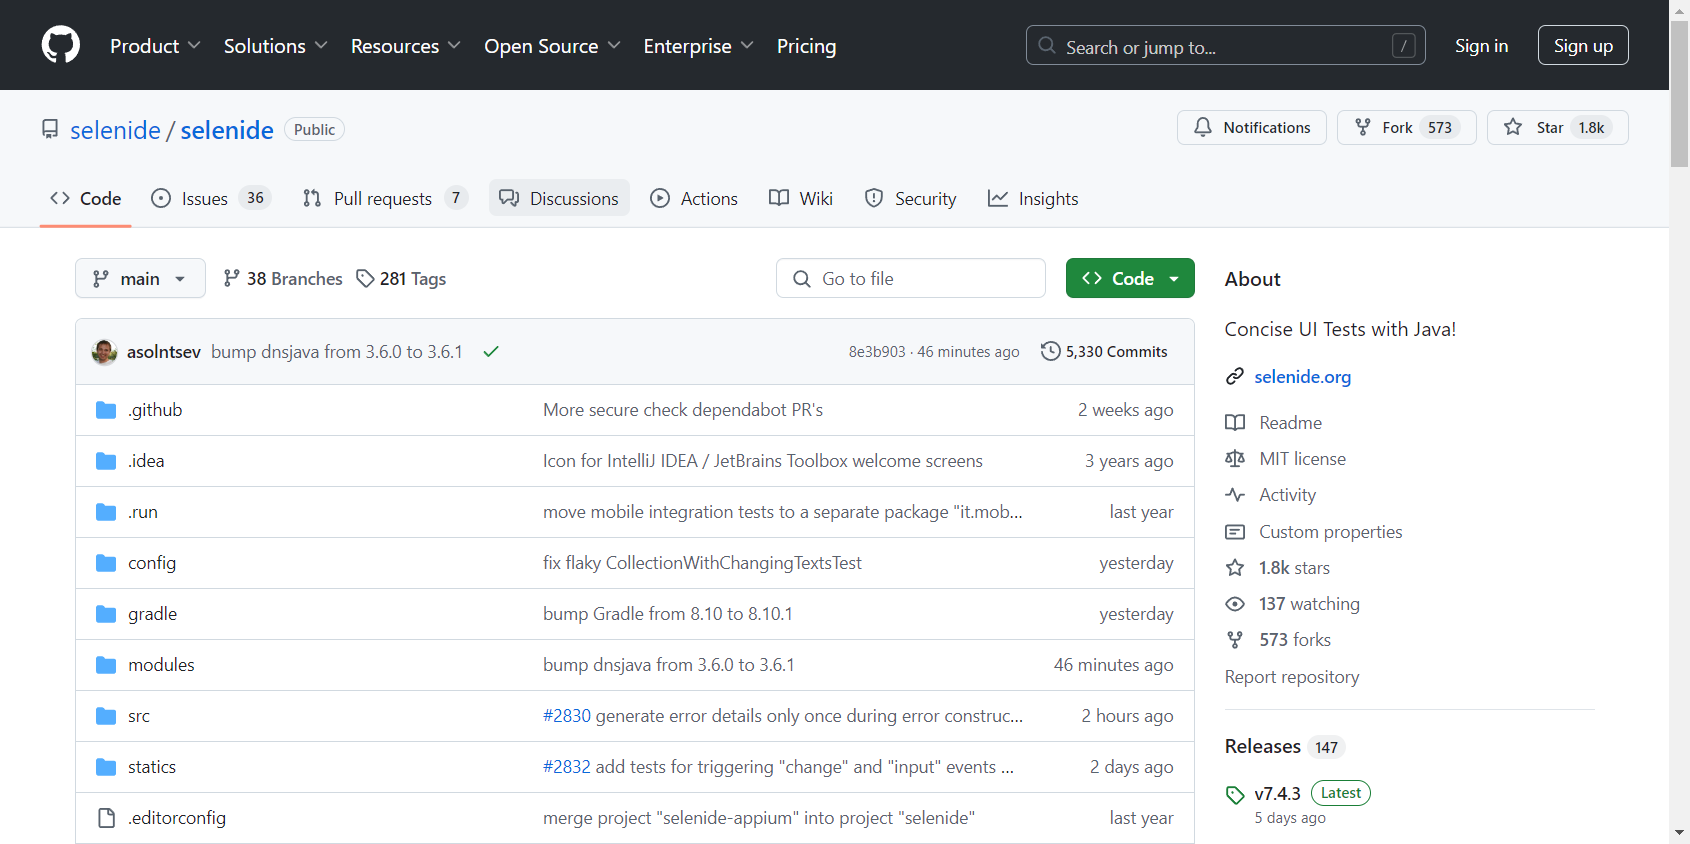 Product Solutions Resources Open Source Enterprise Pricing Search or jump to... / Sign in Sign up
selenide / selenide Public Notifications Fork 573 Star 1.8k
Code Issues 36 Pull requests 7 Discussions Actions Wiki Security Insights
main 38 Branches 281 Tags Go to file Code
asolntsev bump dnsjava from 3.6.0 to 3.6.1 8e3b903 · 46 minutes ago 5,330 Commits
.github More secure check dependabot PR's 2 weeks ago
.idea Icon for IntelliJ IDEA / JetBrains Toolbox welcome screens 3 years ago
.run move mobile integration tests to a separate package "it.mob... last year
config fix flaky CollectionWithChangingTextsTest yesterday
gradle bump Gradle from 8.10 to 8.10.1 yesterday
modules bump dnsjava from 3.6.0 to 3.6.1 46 minutes ago
src #2830 generate error details only once during error construc... 2 hours ago
statics #2832 add tests for triggering "change" and "input" events ... 2 days ago
.editorconfig merge project "selenide-appium" into project "selenide" last year
About
Concise UI Tests with Java!
selenide.org
Readme
MIT license
Activity
Custom properties
1.8k stars
137 watching
573 forks
Report repository
Releases 147
v7.4.3 Latest
5 days ago